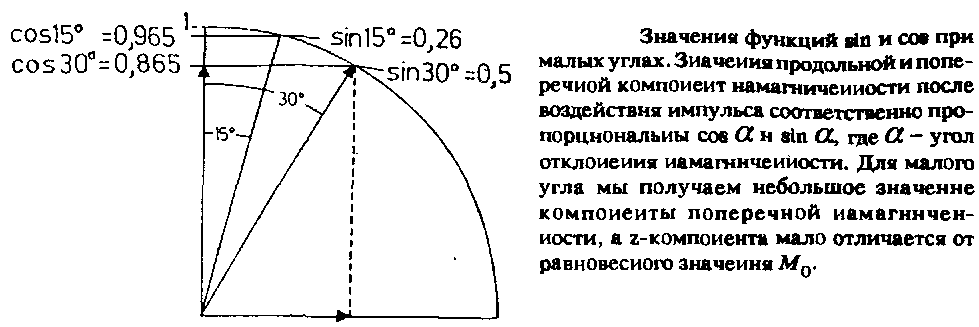 1
cos15°=0,965
sin15°=0,26
cos30°=0,865
sin30°=0,5
30°
15°
Значения функций sin и cos при
малых углах. Значения продольной и попе-
речной компонент намагниченности после
воздействия импульса соответственно про-
порциональны cos α и sin α, где α – угол
отклонения намагниченности. Для малого
угла мы получаем небольшое значение
компоненты поперечной намагничен-
ности, а z-компонента мало отличается от
равновесного значения M₀.